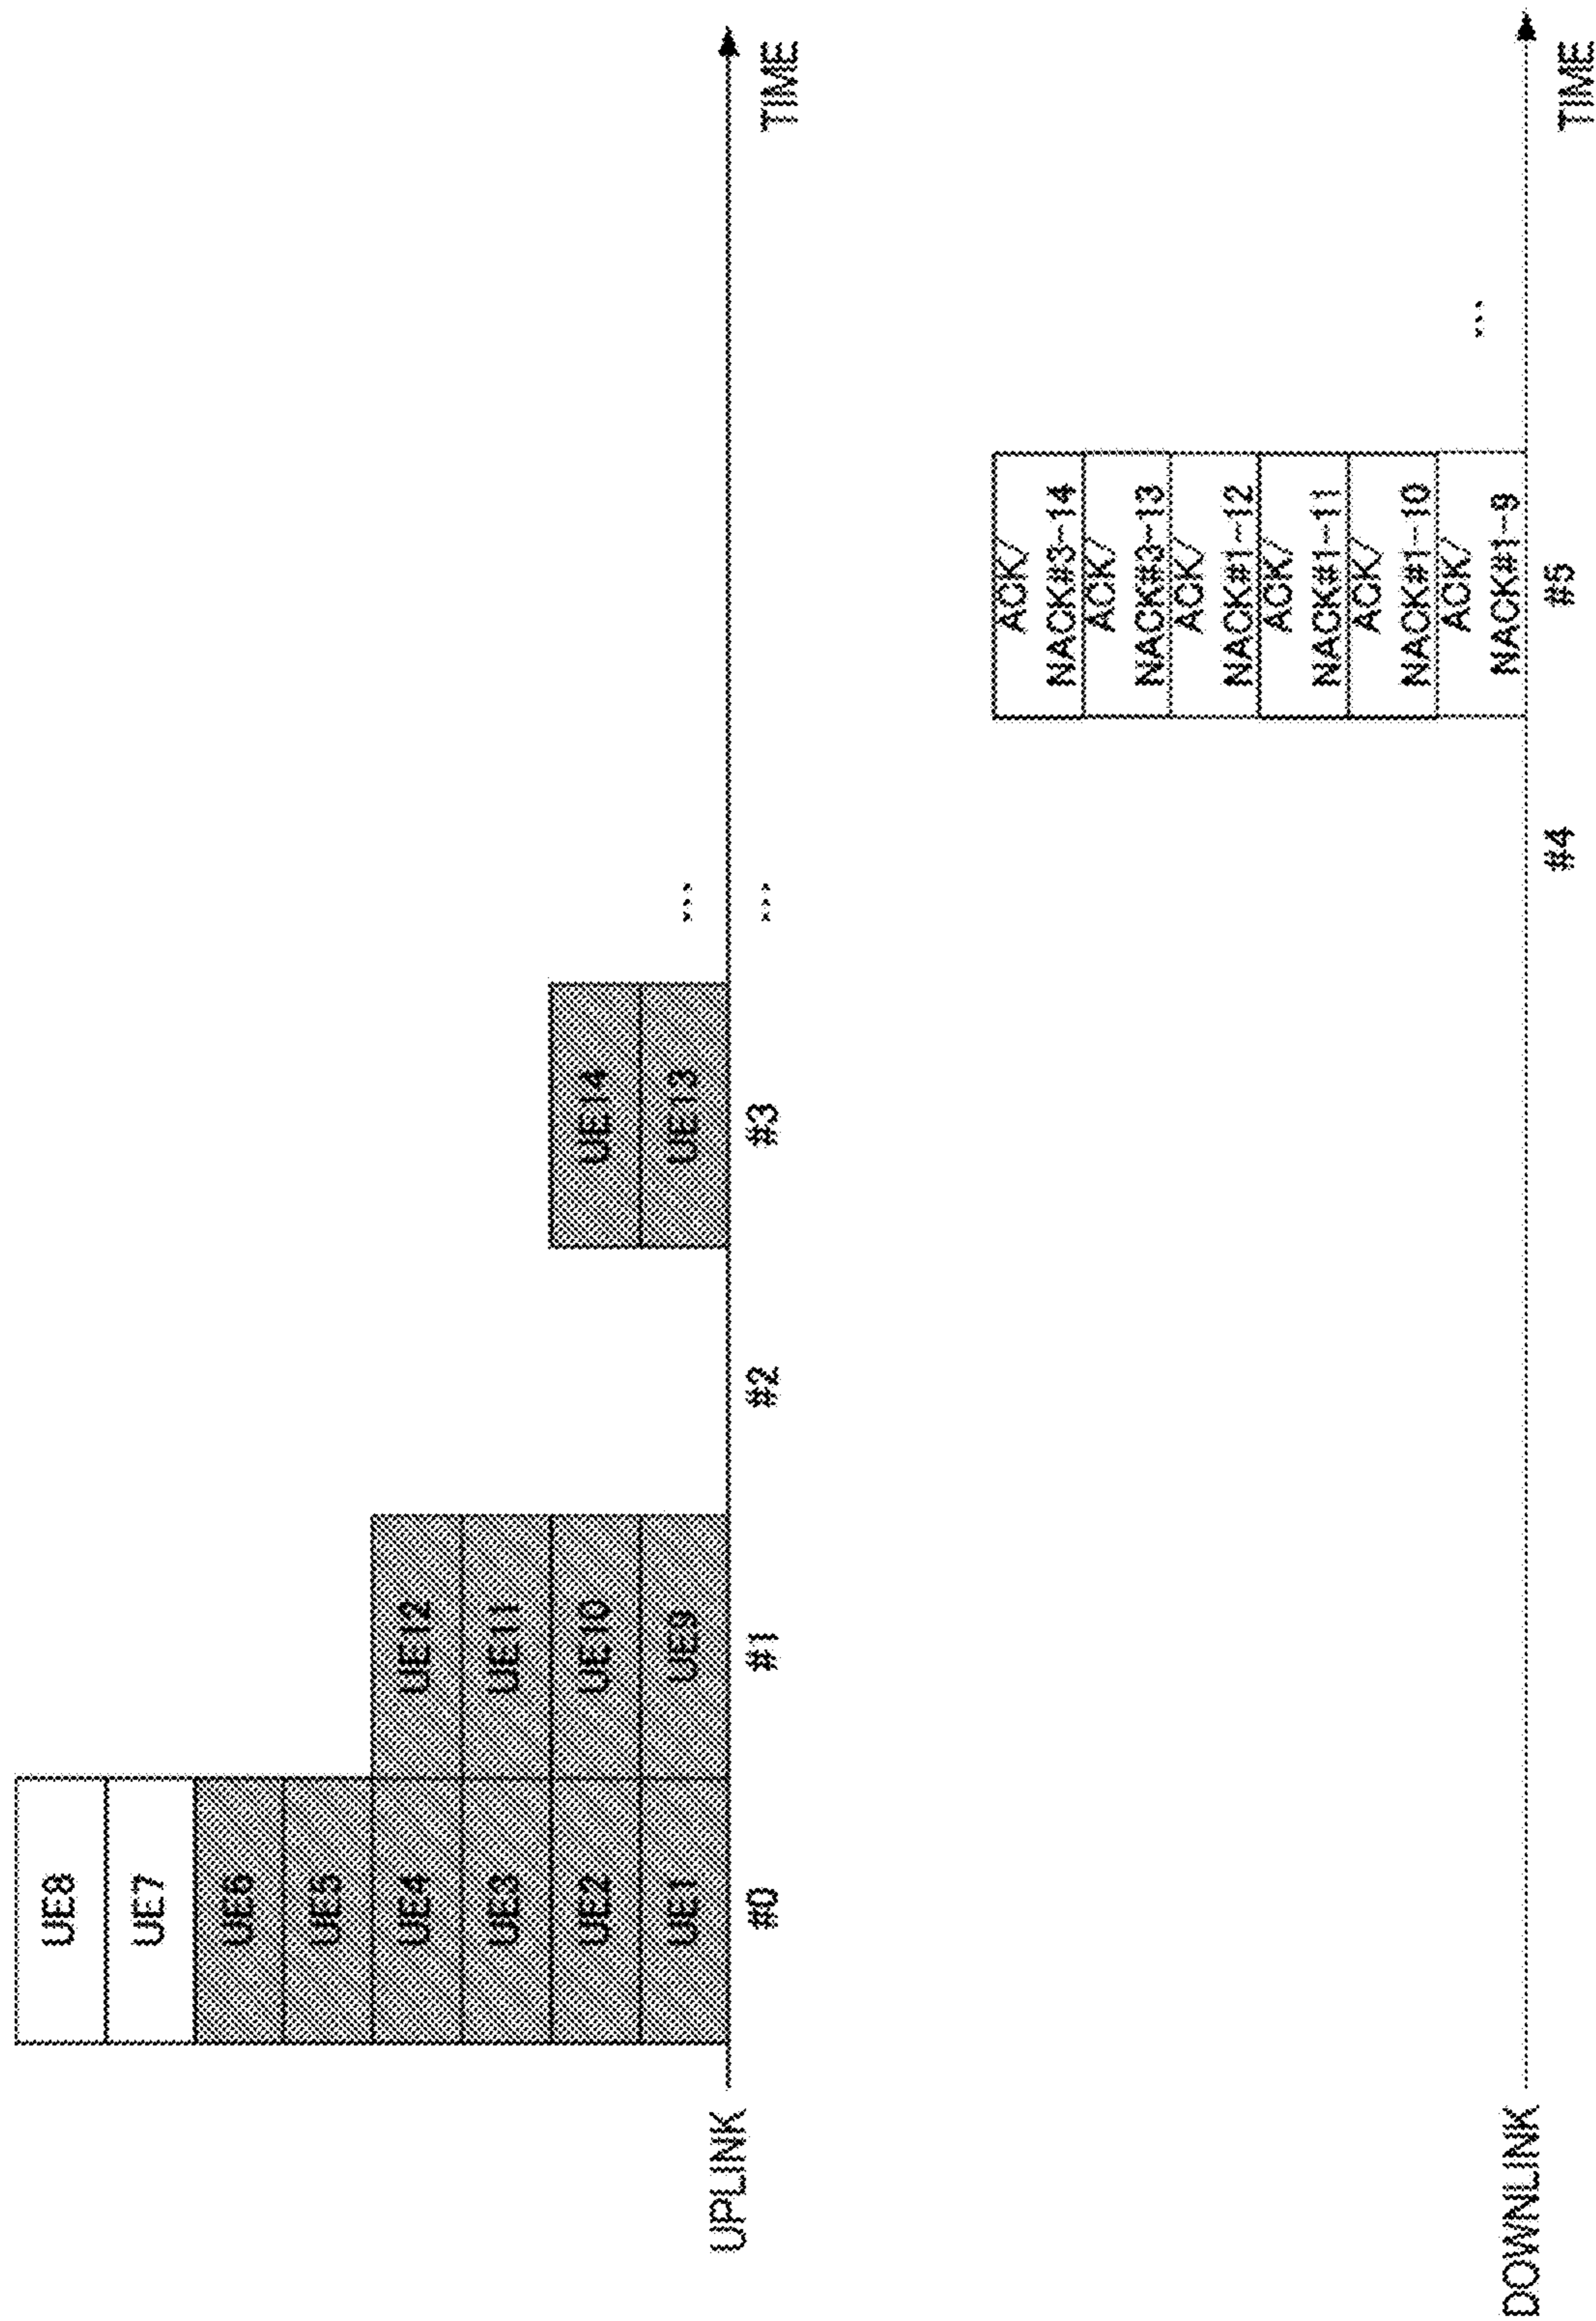 UE8
UE7
UE6
UE5
UE4
UE3
UE2
UE1
UE12
UE11
UE10
UE9
UE14
UE13
...
UPLINK
#0
#1
#2
#3
...
TIME
ACK/
NACK#3-14
ACK/
NACK#3-13
ACK/
NACK#1-12
ACK/
NACK#1-11
ACK/
NACK#1-10
ACK/
NACK#1-9
...
DOWNLINK
#4
#5
TIME